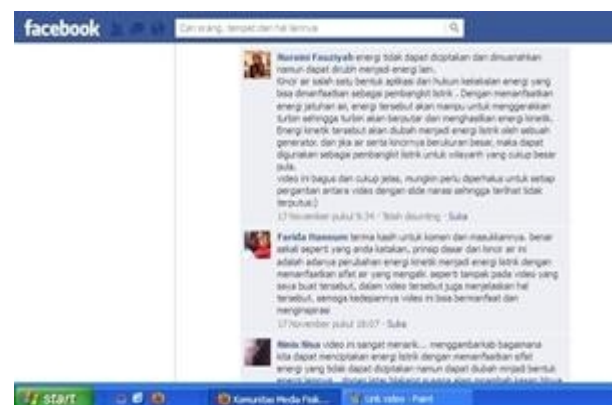 facebook
Cari orang, tempat dan hal lainnya
Nuraini Fauziyah energi tidak dapat diciptakan dan dimusnahkan
namun dapat dirubah menjadi energi lain.
Kincir air salah satu bentuk aplikasi dari hukum kekekalan energi yang
bisa dimanfaatkan sebagai pembangkit listrik . Dengan memanfaatkan
energi jatuhan air, energi tersebut akan mampu untuk menggerakkan
turbin sehingga turbin akan berputar dan menghasilkan energi kinetik.
Energi kinetik tersebut akan diubah menjadi energi listrik oleh sebuah
generator. dan jika air serta kincirnya berukuran besar, maka dapat
digunakan sebagai pembangkit listrik untuk wilayah yang cukup besar
pula.
video ini bagus dan cukup jelas, mungkin perlu diperhalus untuk setiap
pergantian antara video dengan slide narasi sehingga terlihat tidak
terputus:)
17 November pukul 9:34 · Telah disunting · Suka
Farida terima kasih untuk komen dan masukkannya. benar
sekali seperti yang anda katakan, prinsip dasar dari kincir air ini
adalah adanya perubahan energi kinetik menjadi energi listrik dengan
memanfaatkan sifat air yang mengalir. seperti tampak pada video yang
saya buat tersebut, dalam video tersebut juga menjelaskan hal
tersebut, semoga kedepannya video ini bisa bermanfaat dan
menginspirasi
17 November pukul 18:07 · Suka
Nisa video ini sangat menarik... menggambarkan bagaimana
kita dapat menciptakan energi listrik dengan memanfaatkan sifat
energi yang tidak dapat diciptakan namun dapat diubah menjadi bentuk
energi lainnya
start
Komunitas Media Fisik...
Link video - Paint